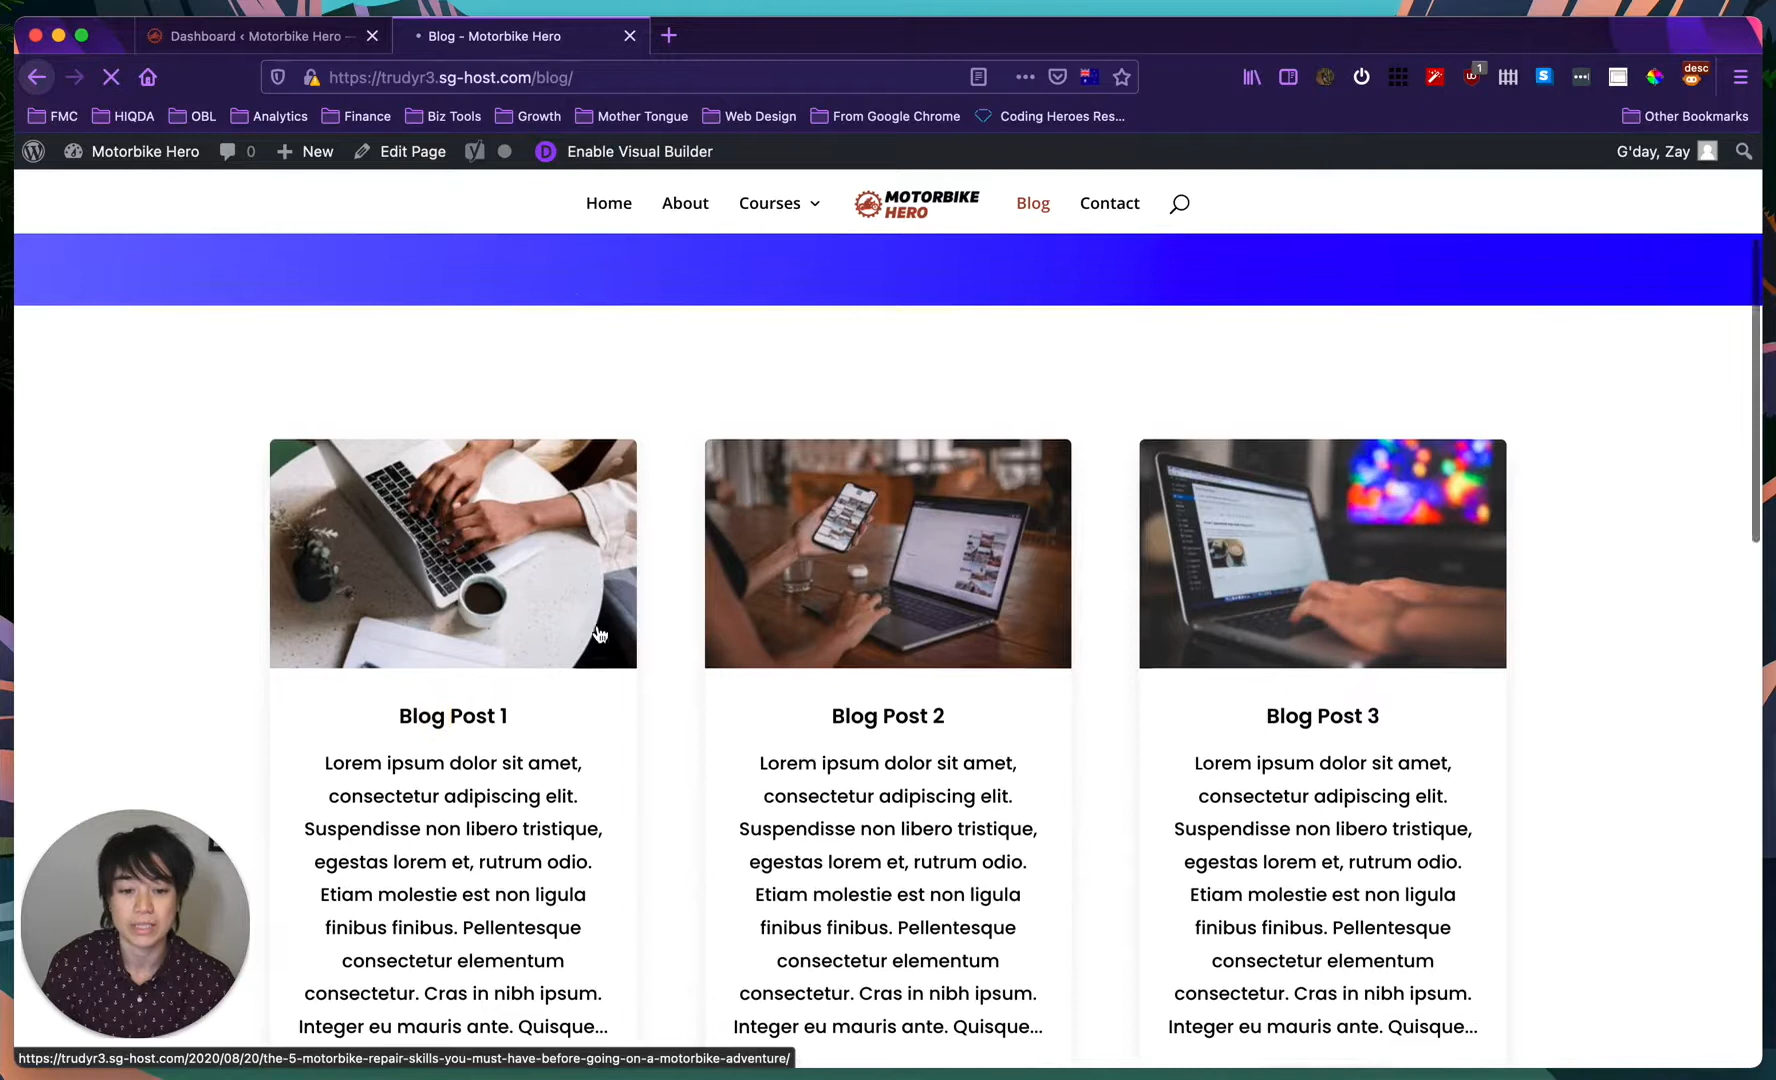 Dashboard ‹ Motorbike Hero —
Blog - Motorbike Hero
https://trudyr3.sg-host.com/blog/
1
S
desc
FMC
HIQDA
OBL
Analytics
Finance
Biz Tools
Growth
Mother Tongue
Web Design
From Google Chrome
Coding Heroes Res...
Other Bookmarks
Motorbike Hero
0
New
Edit Page
D
Enable Visual Builder
G'day, Zay
Home
About
Courses
MOTORBIKE
HERO
Blog
Contact
Blog Post 1
Lorem ipsum dolor sit amet,
consectetur adipiscing elit.
Suspendisse non libero tristique,
egestas lorem et, rutrum odio.
Etiam molestie est non ligula
finibus finibus. Pellentesque
consectetur elementum
consectetur. Cras in nibh ipsum.
Integer eu mauris ante. Quisque...
Blog Post 2
Lorem ipsum dolor sit amet,
consectetur adipiscing elit.
Suspendisse non libero tristique,
egestas lorem et, rutrum odio.
Etiam molestie est non ligula
finibus finibus. Pellentesque
consectetur elementum
consectetur. Cras in nibh ipsum.
Integer eu mauris ante. Quisque...
Blog Post 3
Lorem ipsum dolor sit amet,
consectetur adipiscing elit.
Suspendisse non libero tristique,
egestas lorem et, rutrum odio.
Etiam molestie est non ligula
finibus finibus. Pellentesque
consectetur elementum
consectetur. Cras in nibh ipsum.
Integer eu mauris ante. Quisque...
https://trudyr3.sg-host.com/2020/08/20/the-5-motorbike-repair-skills-you-must-have-before-going-on-a-motorbike-adventure/